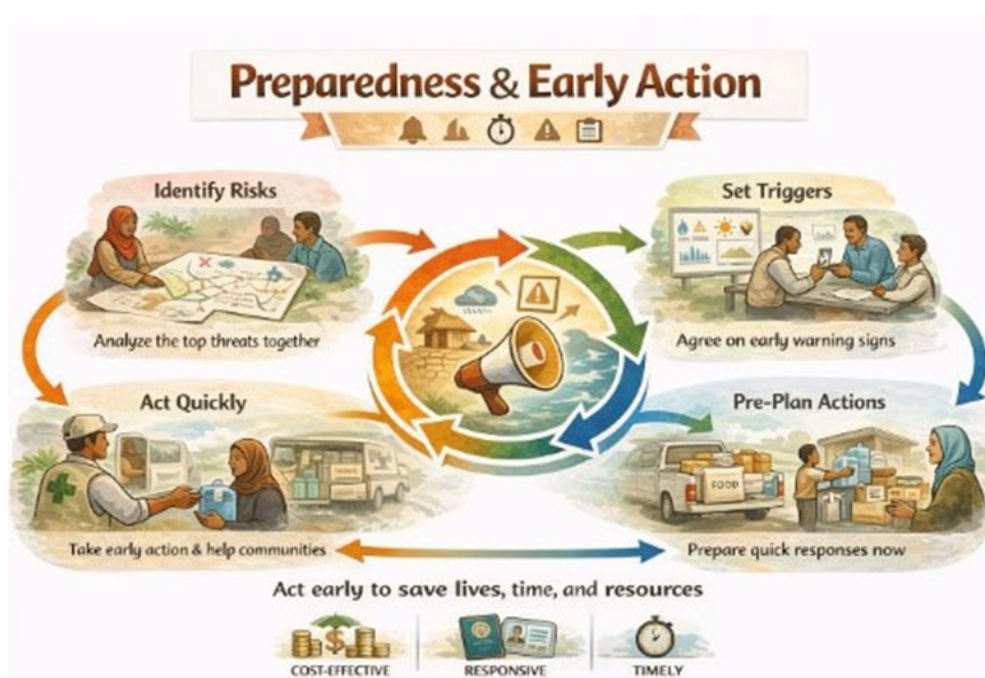 Preparedness & Early Action
Identify Risks
Analyze the top threats together
Set Triggers
Agree on early warning signs
Act Quickly
Take early action & help communities
Pre-Plan Actions
FOOD
Prepare quick responses now
Act early to save lives, time, and resources
COST-EFFECTIVE
RESPONSIVE
TIMELY